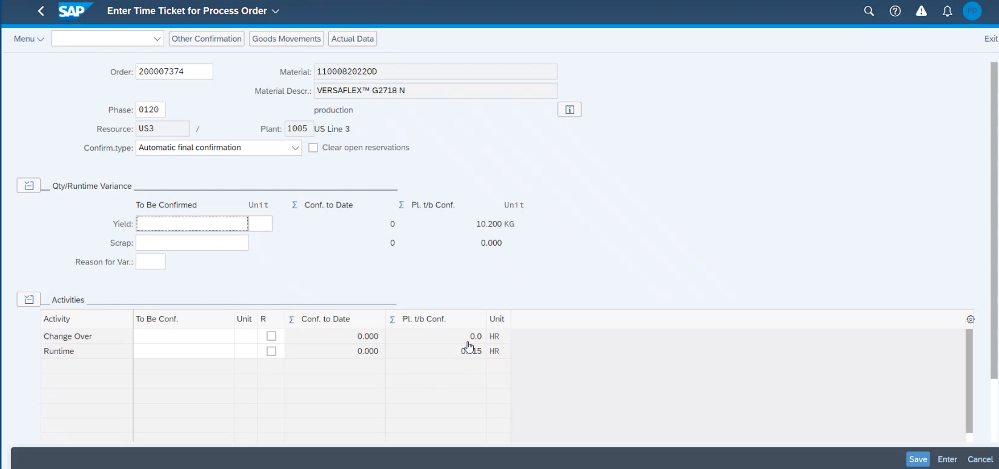 SAP Enter Time Ticket for Process Order PD
Menu Other Confirmation Goods Movements Actual Data Exit
Order: 200007374 Material: 1100082022OD
Material Descr.: VERSAFLEX™ G2718 N
Phase: 0120 production
Resource: US3 / Plant: 1005 US Line 3
Confirm.type: Automatic final confirmation Clear open reservations
Qty/Runtime Variance
To Be Confirmed Unit Σ Conf. to Date Σ Pl. t/b Conf. Unit
Yield: 0 10.200 KG
Scrap: 0 0.000
Reason for Var.:
Activities
Activity To Be Conf. Unit R Σ Conf. to Date Σ Pl. t/b Conf. Unit
Change Over 0.000 0.0 HR
Runtime 0.000 HR
Save Enter Cancel